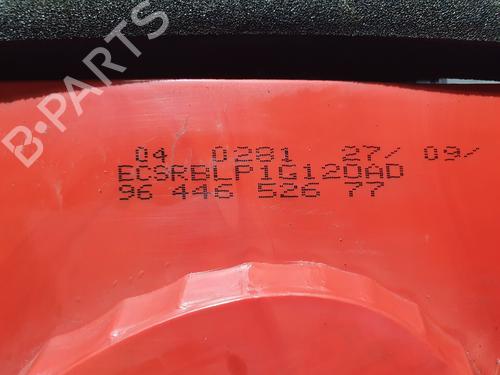 B-PARTS
04 0281 27/ 09/
ECSRBLP1G120AD
96 446 526 77